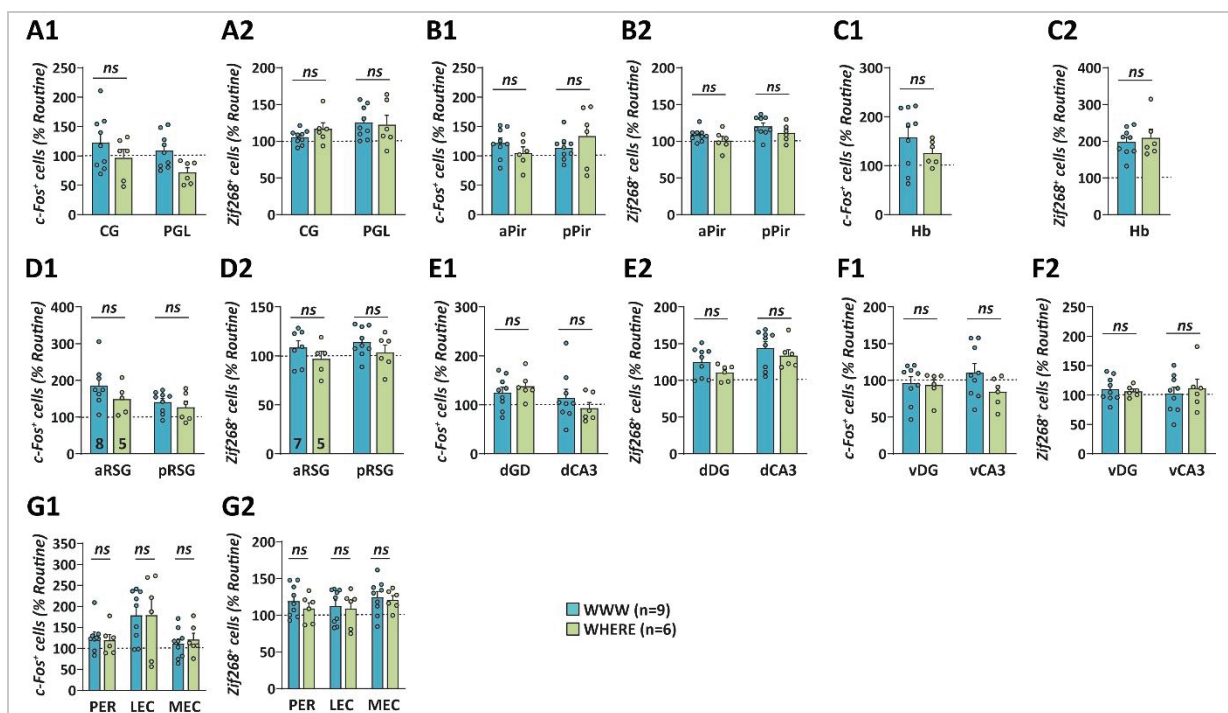 A1
c-Fos⁺ cells (% Routine)
250
200
150
100
50
0
ns
CG
PGL
A2
Zif268⁺ cells (% Routine)
200
150
100
50
0
ns
ns
CG
PGL
B1
c-Fos⁺ cells (% Routine)
250
200
150
100
50
0
ns
ns
aPir
pPir
B2
Zif268⁺ cells (% Routine)
200
150
100
50
0
ns
ns
aPir
pPir
C1
c-Fos⁺ cells (% Routine)
300
200
100
0
ns
Hb
C2
Zif268⁺ cells (% Routine)
400
300
200
100
0
ns
Hb
D1
c-Fos⁺ cells (% Routine)
400
300
200
100
0
ns
ns
8
5
aRSG
pRSG
D2
Zif268⁺ cells (% Routine)
150
100
50
0
ns
ns
7
5
aRSG
pRSG
E1
c-Fos⁺ cells (% Routine)
300
200
100
0
ns
ns
dGD
dCA3
E2
Zif268⁺ cells (% Routine)
200
150
100
50
0
ns
ns
dDG
dCA3
F1
c-Fos⁺ cells (% Routine)
200
150
100
50
0
ns
ns
vDG
vCA3
F2
Zif268⁺ cells (% Routine)
250
200
150
100
50
0
ns
ns
vDG
vCA3
G1
c-Fos⁺ cells (% Routine)
350
300
250
200
150
100
50
0
ns
ns
ns
PER
LEC
MEC
G2
Zif268⁺ cells (% Routine)
200
150
100
50
0
ns
ns
ns
PER
LEC
MEC
WWW (n=9)
WHERE (n=6)